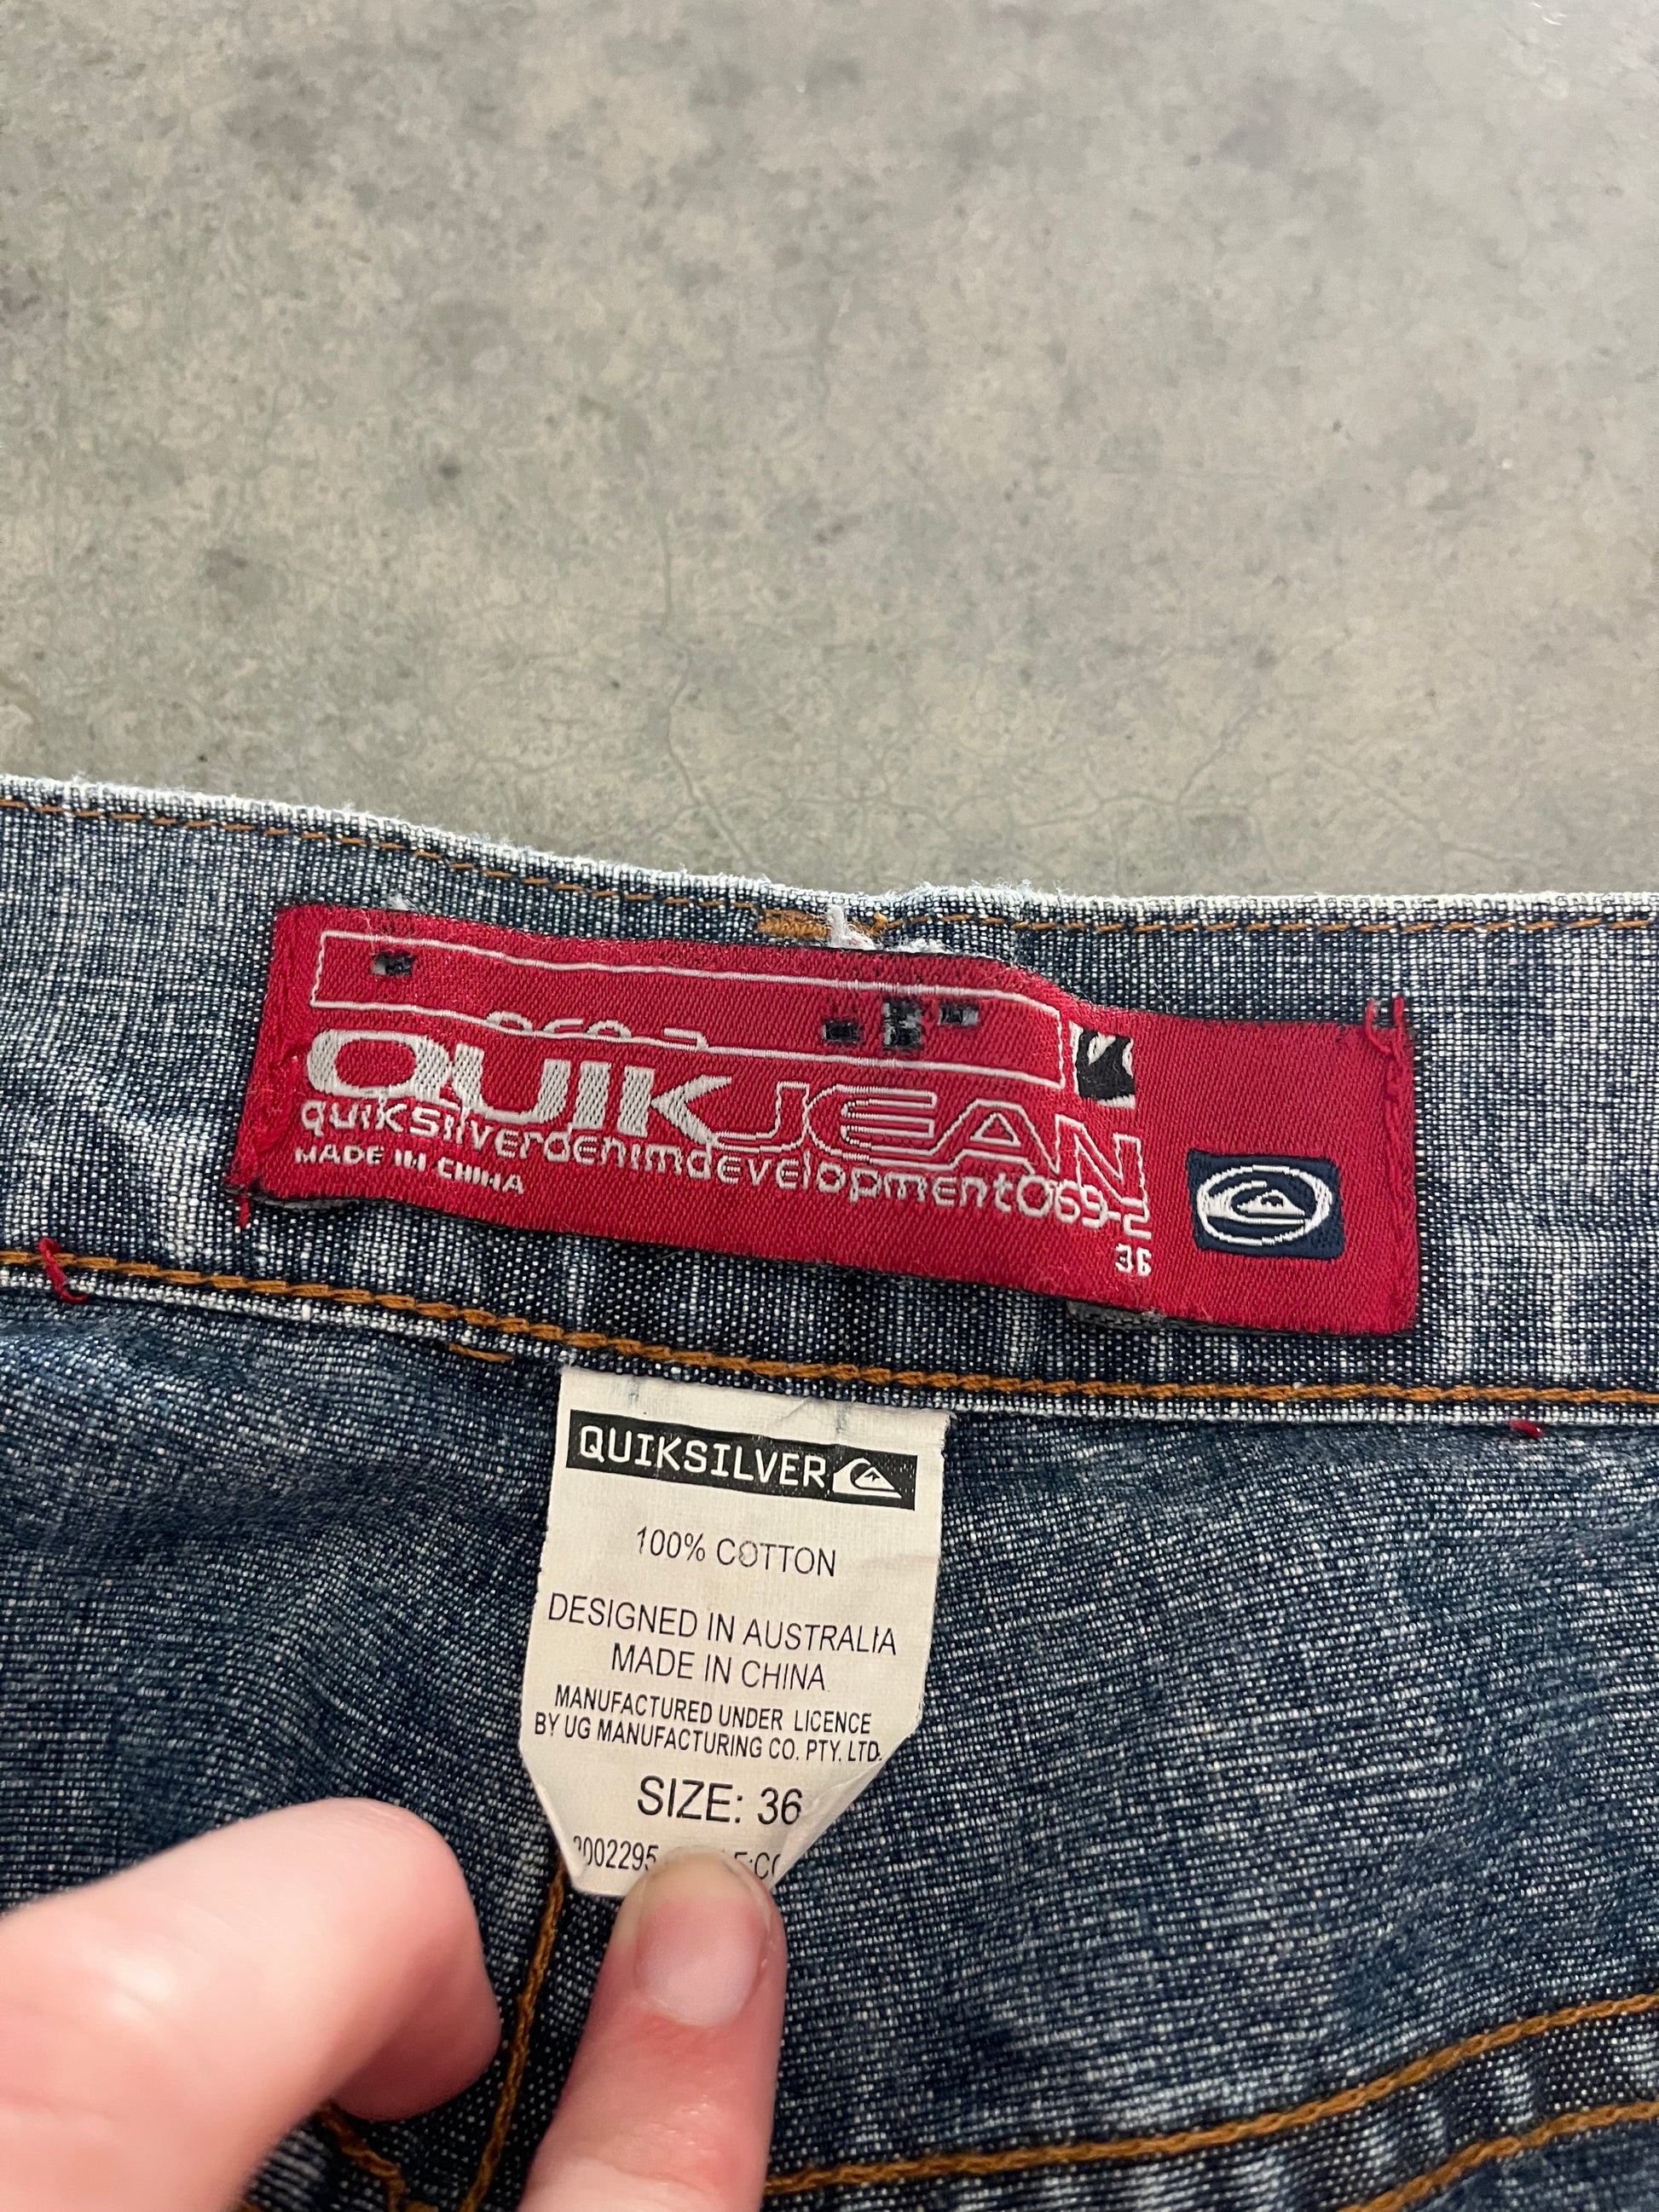 QUIKJEAN
quiksilverdenimdevelopment069-2
MADE IN CHINA
36
QUIKSILVER
100% COTTON
DESIGNED IN AUSTRALIA
MADE IN CHINA
MANUFACTURED UNDER LICENCE
BY UG MANUFACTURING CO. PTY. LTD.
SIZE: 36